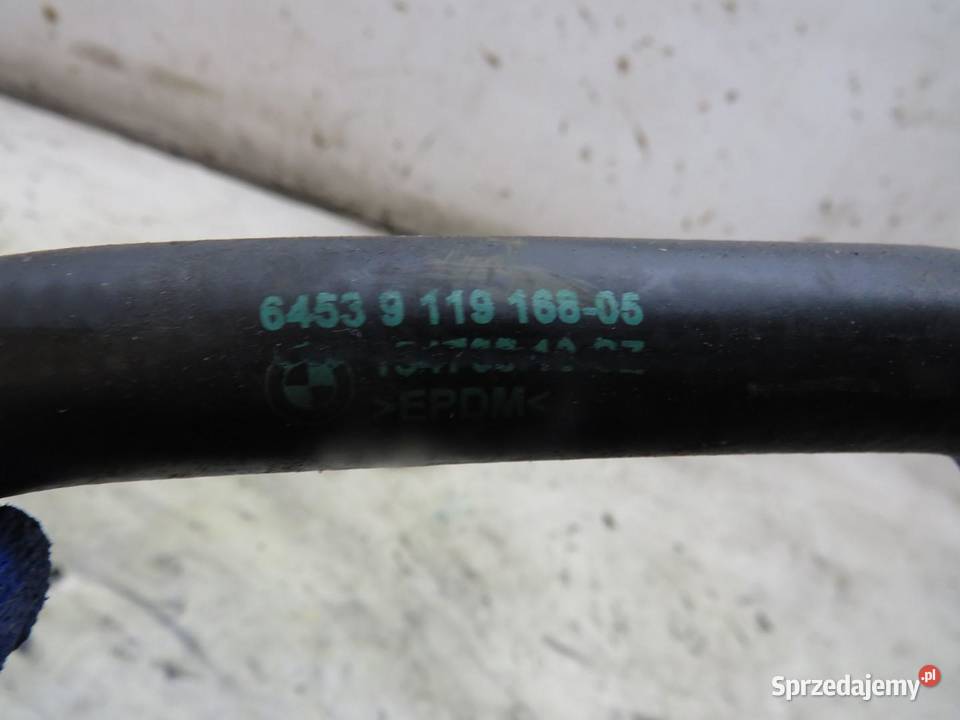 6453 9 119 168-05
>EPDM<
Sprzedajemy.pl